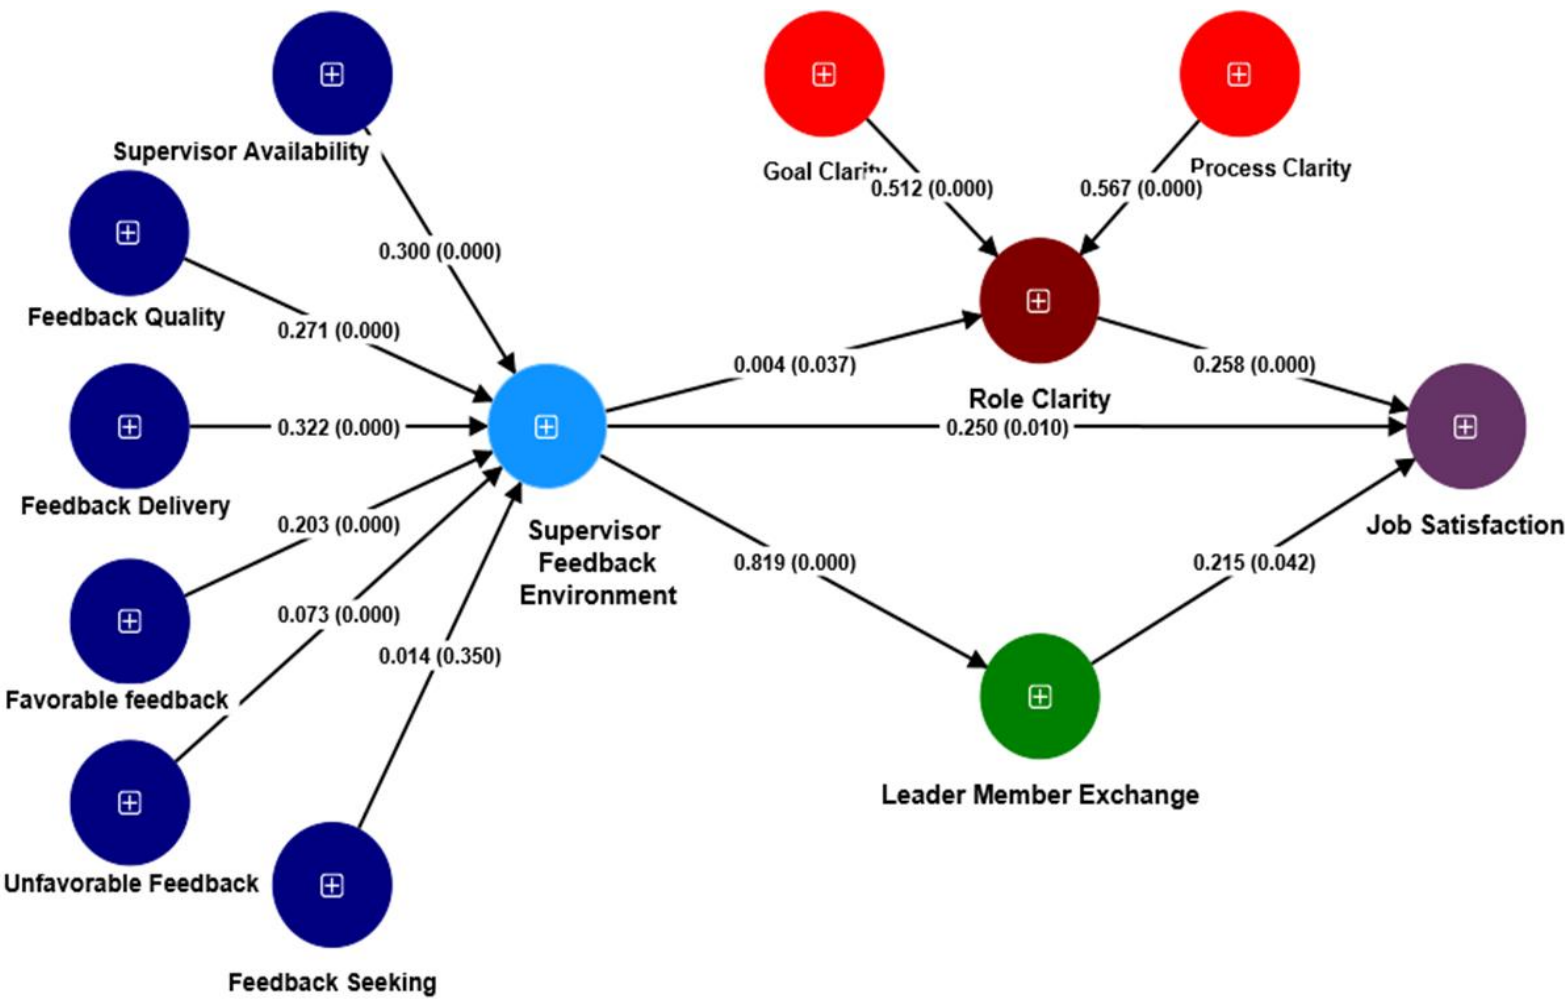 Supervisor Availability
Goal Clarity
Process Clarity
0.512 (0.000)
0.567 (0.000)
0.300 (0.000)
Feedback Quality
0.271 (0.000)
0.004 (0.037)
0.258 (0.000)
Role Clarity
0.322 (0.000)
0.250 (0.010)
Feedback Delivery
0.203 (0.000)
Supervisor
Feedback
Environment
Job Satisfaction
0.819 (0.000)
0.215 (0.042)
0.073 (0.000)
0.014 (0.350)
Favorable feedback
Leader Member Exchange
Unfavorable Feedback
Feedback Seeking